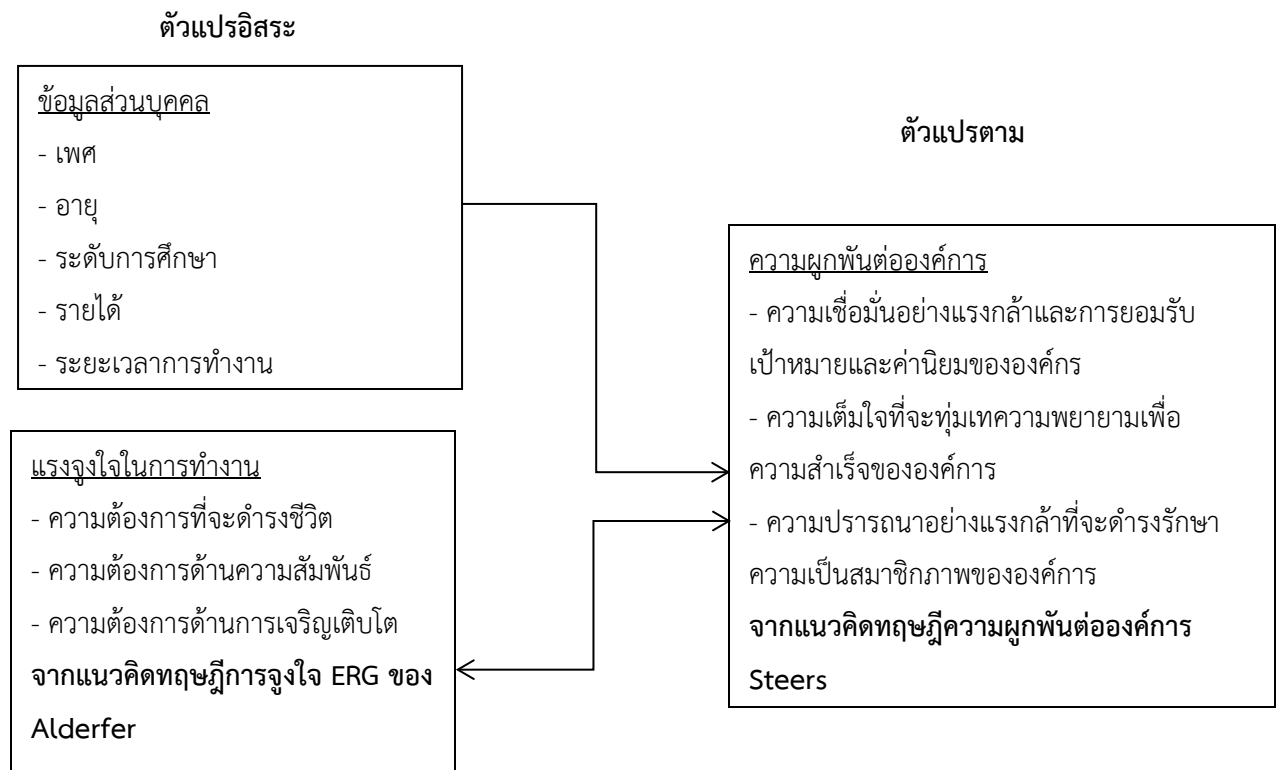 ตัวแปรอิสระ
ข้อมูลส่วนบุคคล
- เพศ
- อายุ
- ระดับการศึกษา
- รายได้
- ระยะเวลาการทำงาน
แรงจูงใจในการทำงาน
- ความต้องการที่จะดำรงชีวิต
- ความต้องการด้านความสัมพันธ์
- ความต้องการด้านการเจริญเติบโต
จากแนวคิดทฤษฎีการจูงใจ ERG ของ
Alderfer
ตัวแปรตาม
ความผูกพันต่อองค์การ
- ความเชื่อมั่นอย่างแรงกล้าและการยอมรับ
เป้าหมายและค่านิยมขององค์กร
- ความเต็มใจที่จะทุ่มเทความพยายามเพื่อ
ความสำเร็จขององค์การ
- ความปรารถนาอย่างแรงกล้าที่จะดำรงรักษา
ความเป็นสมาชิกภาพขององค์การ
จากแนวคิดทฤษฎีความผูกพันต่อองค์การ
Steers